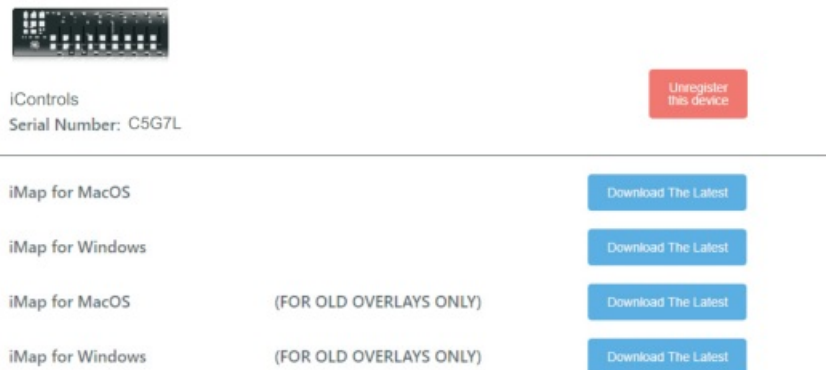 iControls
Unregister
this device
Serial Number: C5G7L
iMap for MacOS Download The Latest
iMap for Windows Download The Latest
iMap for MacOS (FOR OLD OVERLAYS ONLY) Download The Latest
iMap for Windows (FOR OLD OVERLAYS ONLY) Download The Latest